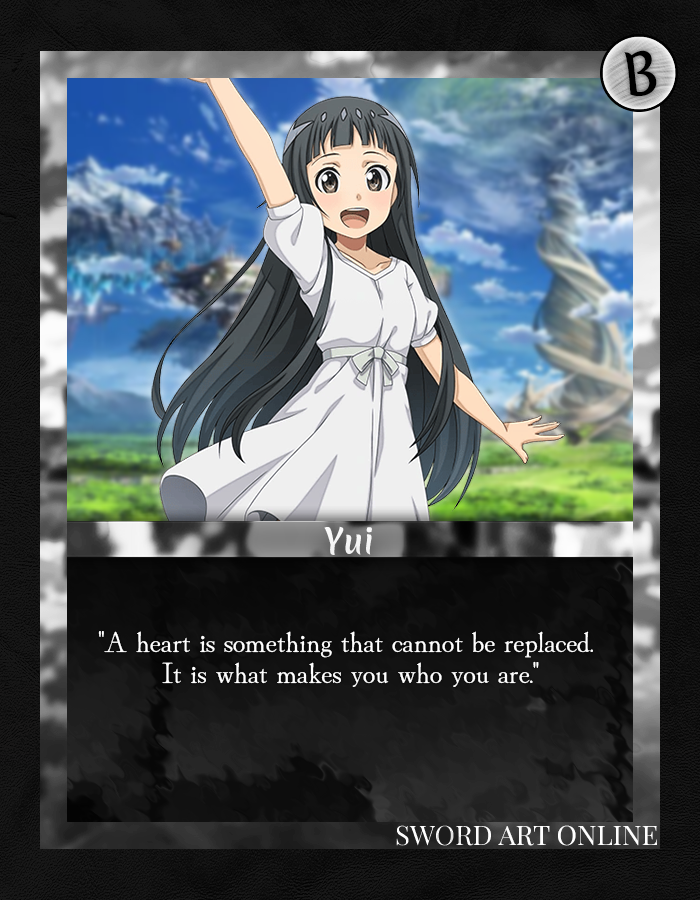 B
Yui
"A heart is something that cannot be replaced.
It is what makes you who you are."
SWORD ART ONLINE